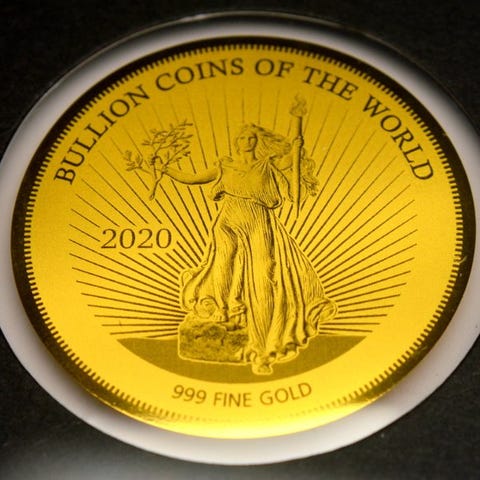 BULLION COINS OF THE WORLD
2020
999 FINE GOLD